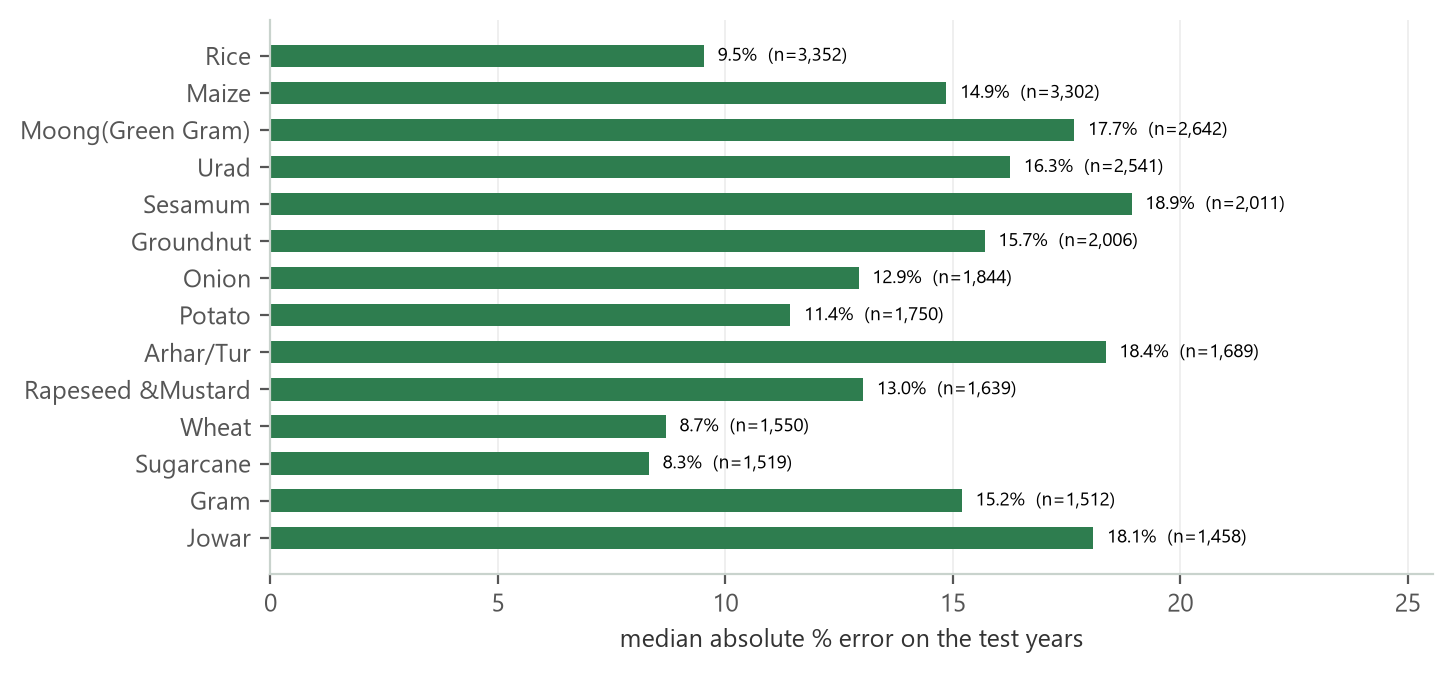 Rice 9.5% (n=3,352)
Maize 14.9% (n=3,302)
Moong(Green Gram) 17.7% (n=2,642)
Urad 16.3% (n=2,541)
Sesamum 18.9% (n=2,011)
Groundnut 15.7% (n=2,006)
Onion 12.9% (n=1,844)
Potato 11.4% (n=1,750)
Arhar/Tur 18.4% (n=1,689)
Rapeseed &Mustard 13.0% (n=1,639)
Wheat 8.7% (n=1,550)
Sugarcane 8.3% (n=1,519)
Gram 15.2% (n=1,512)
Jowar 18.1% (n=1,458)
0 5 10 15 20 25
median absolute % error on the test years